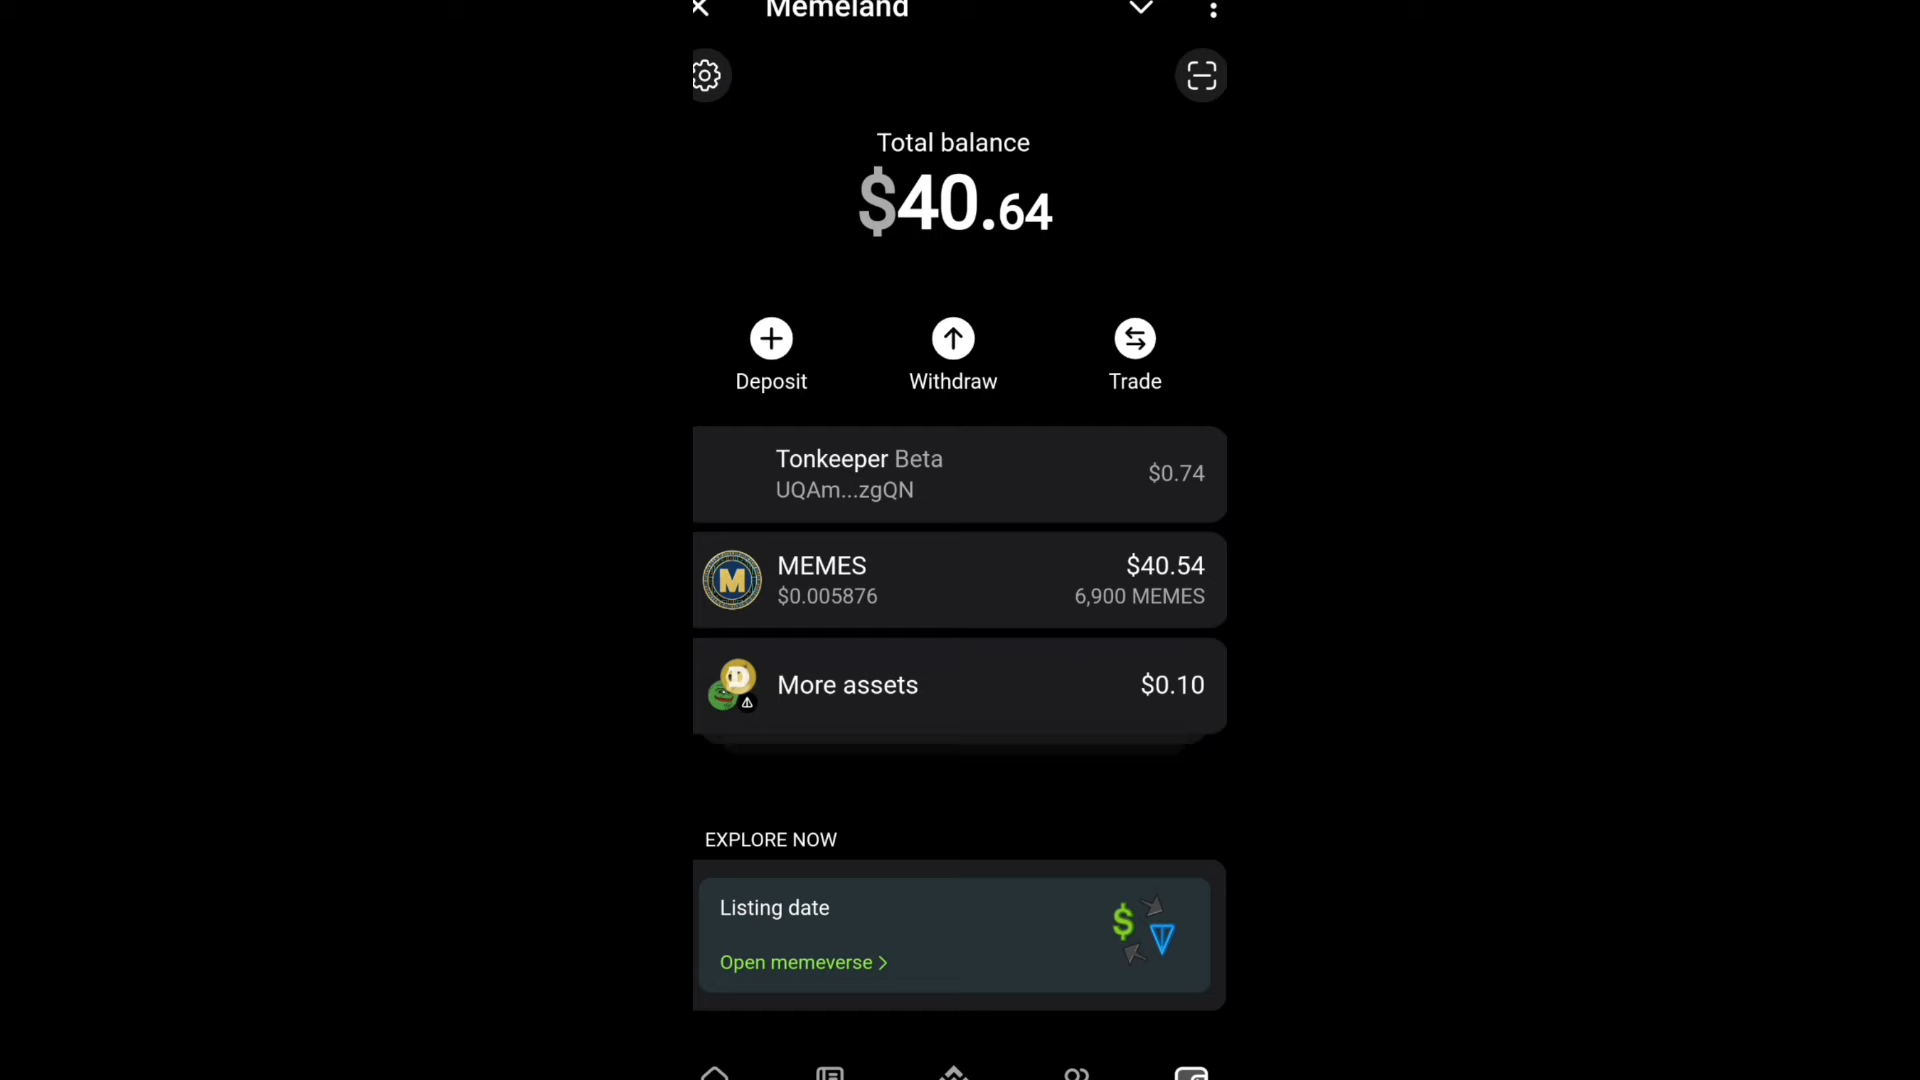 Memeland
Total balance
$40.64
Deposit
Withdraw
Trade
Tonkeeper Beta
$0.74
UQAm...zgQN
M
MEMES
$40.54
$0.005876
6,900 MEMES
More assets
$0.10
EXPLORE NOW
Listing date
Open memeverse >